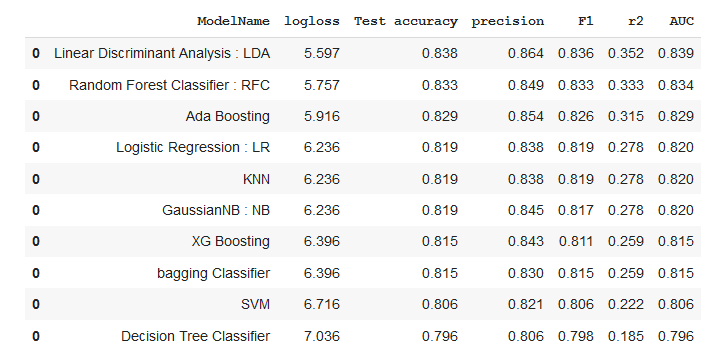 ModelName logloss Test accuracy precision F1 r2 AUC
0 Linear Discriminant Analysis : LDA 5.597 0.838 0.864 0.836 0.352 0.839
0 Random Forest Classifier : RFC 5.757 0.833 0.849 0.833 0.333 0.834
0 Ada Boosting 5.916 0.829 0.854 0.826 0.315 0.829
0 Logistic Regression : LR 6.236 0.819 0.838 0.819 0.278 0.820
0 KNN 6.236 0.819 0.838 0.819 0.278 0.820
0 GaussianNB : NB 6.236 0.819 0.845 0.817 0.278 0.820
0 XG Boosting 6.396 0.815 0.843 0.811 0.259 0.815
0 bagging Classifier 6.396 0.815 0.830 0.815 0.259 0.815
0 SVM 6.716 0.806 0.821 0.806 0.222 0.806
0 Decision Tree Classifier 7.036 0.796 0.806 0.798 0.185 0.796